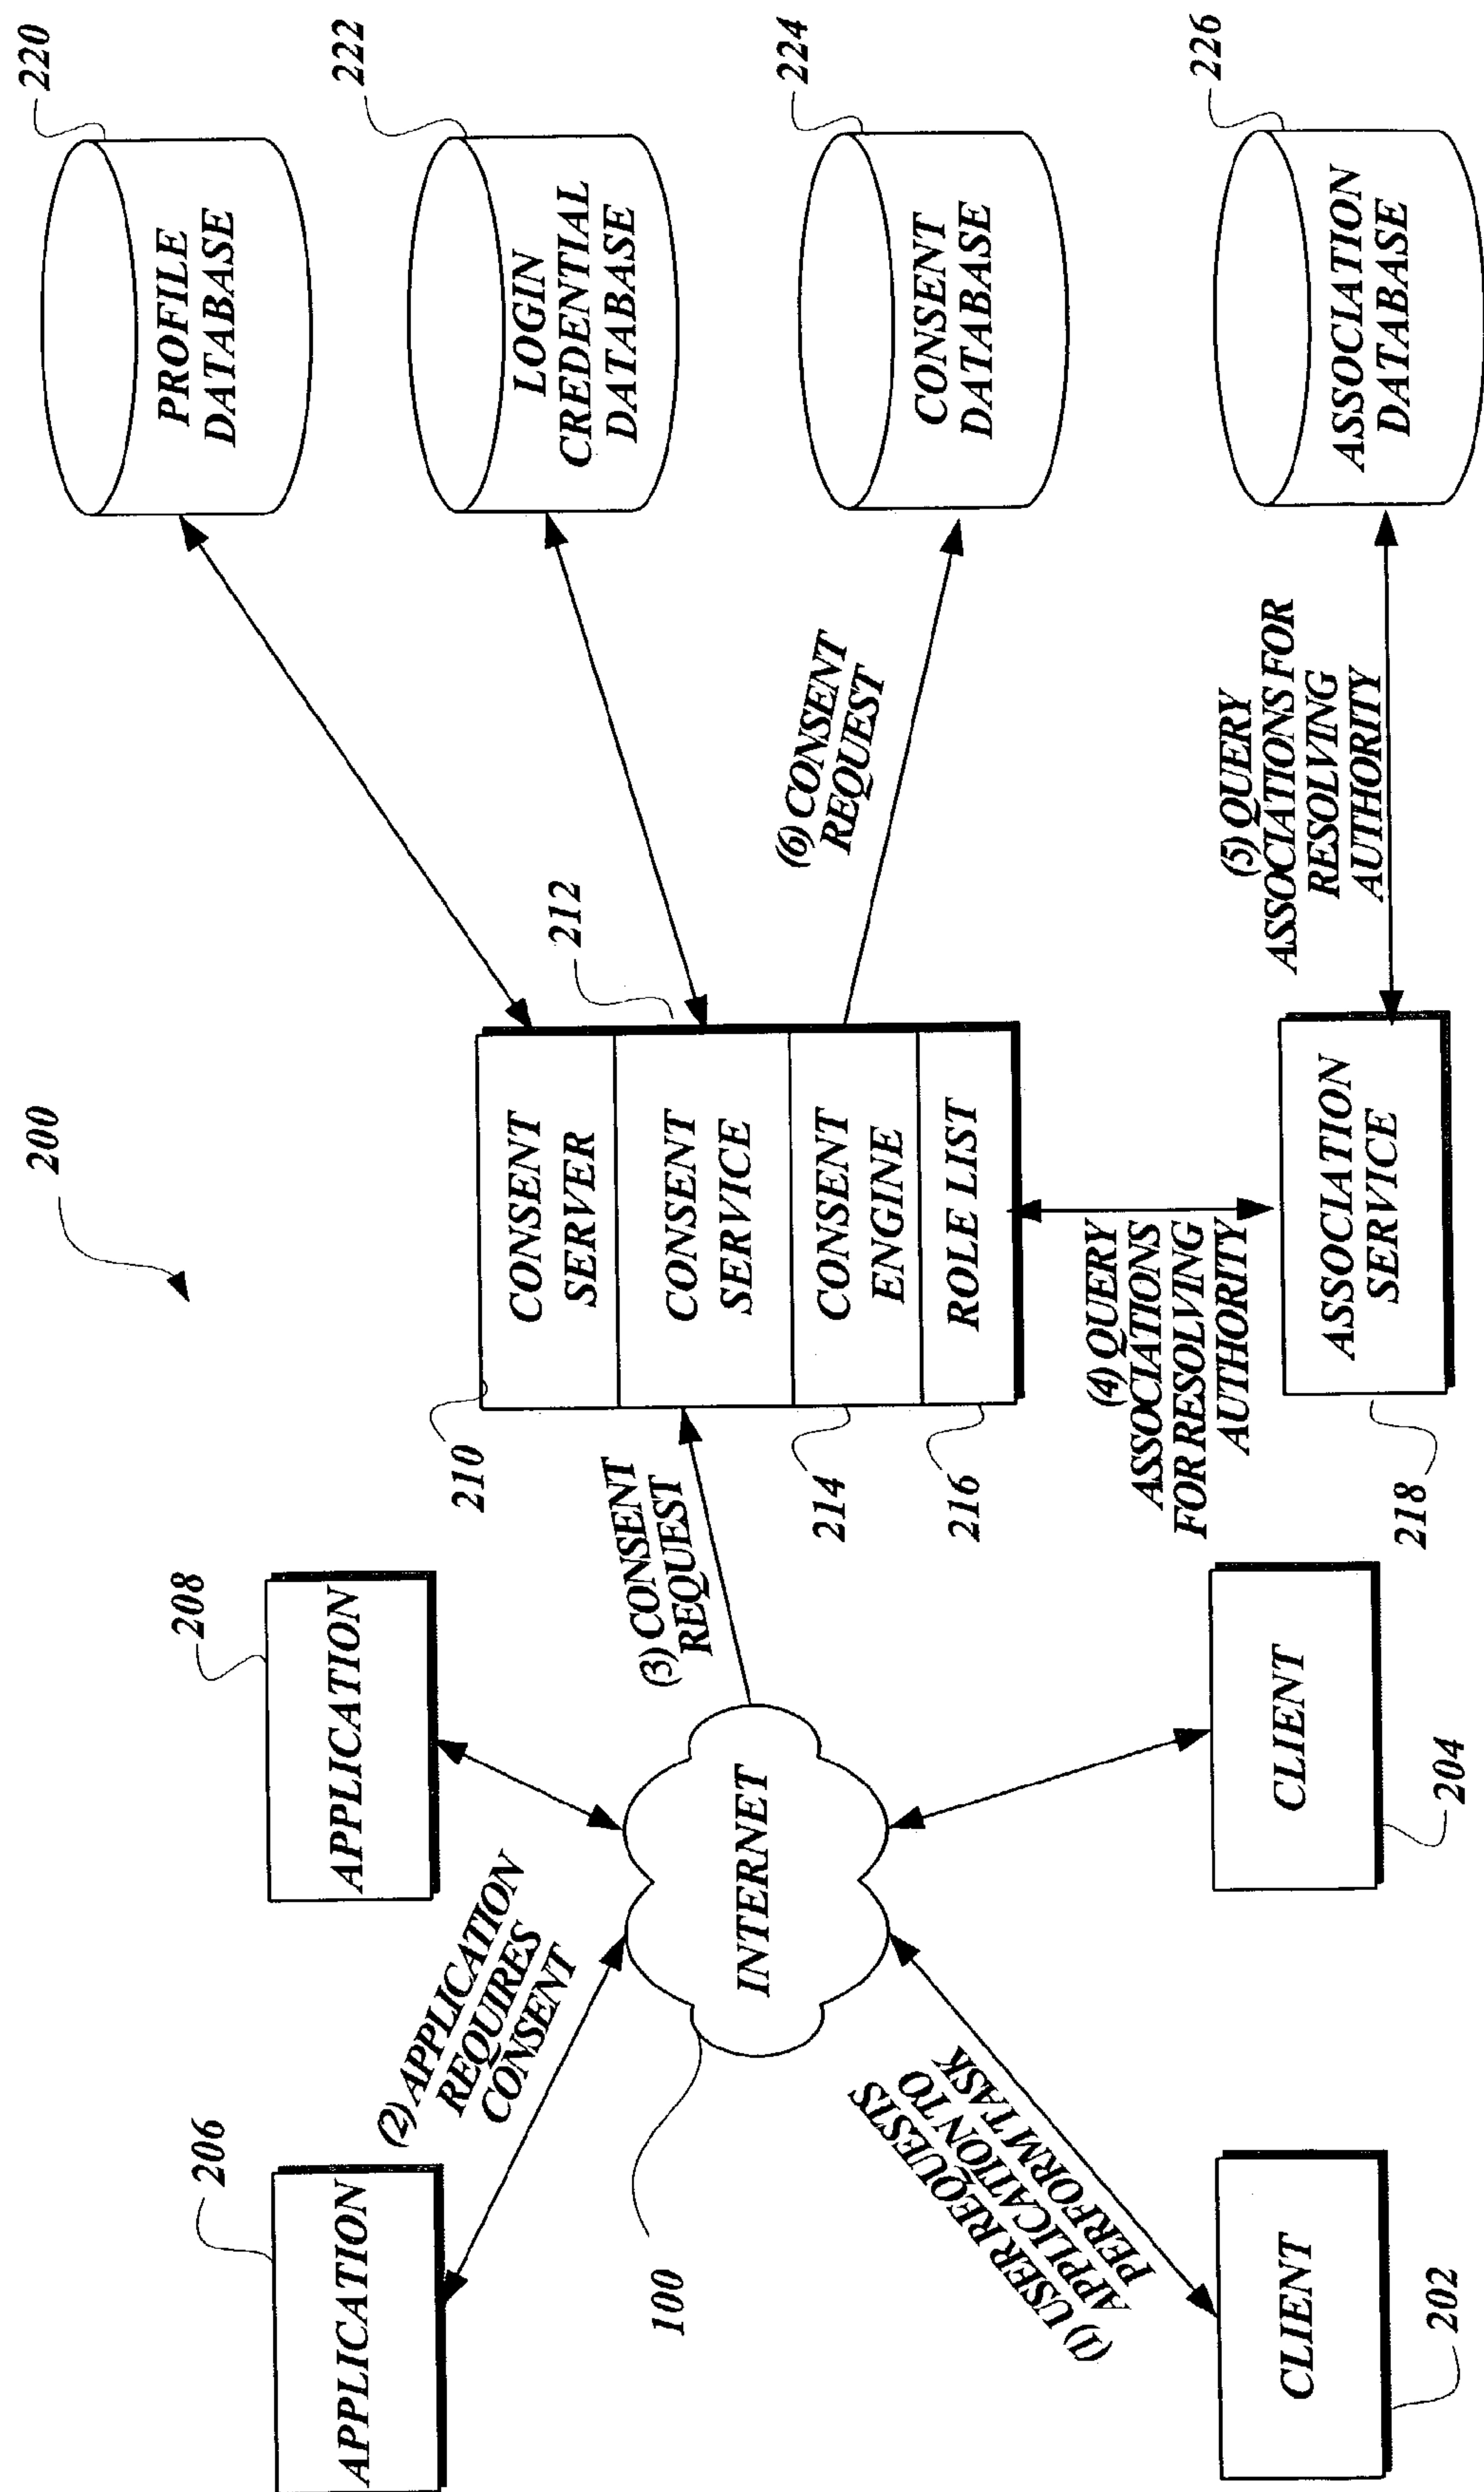 200
206
APPLICATION
208
APPLICATION
(2) APPLICATION
REQUIRES
CONSENT
100
INTERNET
(1) USER REQUESTS
APPLICATION TO
PERFORM TASK
CLIENT
202
CLIENT
204
(3) CONSENT
REQUEST
210
CONSENT
SERVER
212
CONSENT
SERVICE
214
CONSENT
ENGINE
216
ROLE LIST
(4) QUERY
ASSOCIATIONS
FOR RESOLVING
AUTHORITY
ASSOCIATION
SERVICE
218
(5) QUERY
ASSOCIATIONS FOR
RESOLVING
AUTHORITY
(6) CONSENT
REQUEST
220
PROFILE
DATABASE
222
LOGIN
CREDENTIAL
DATABASE
224
CONSENT
DATABASE
226
ASSOCIATION
DATABASE